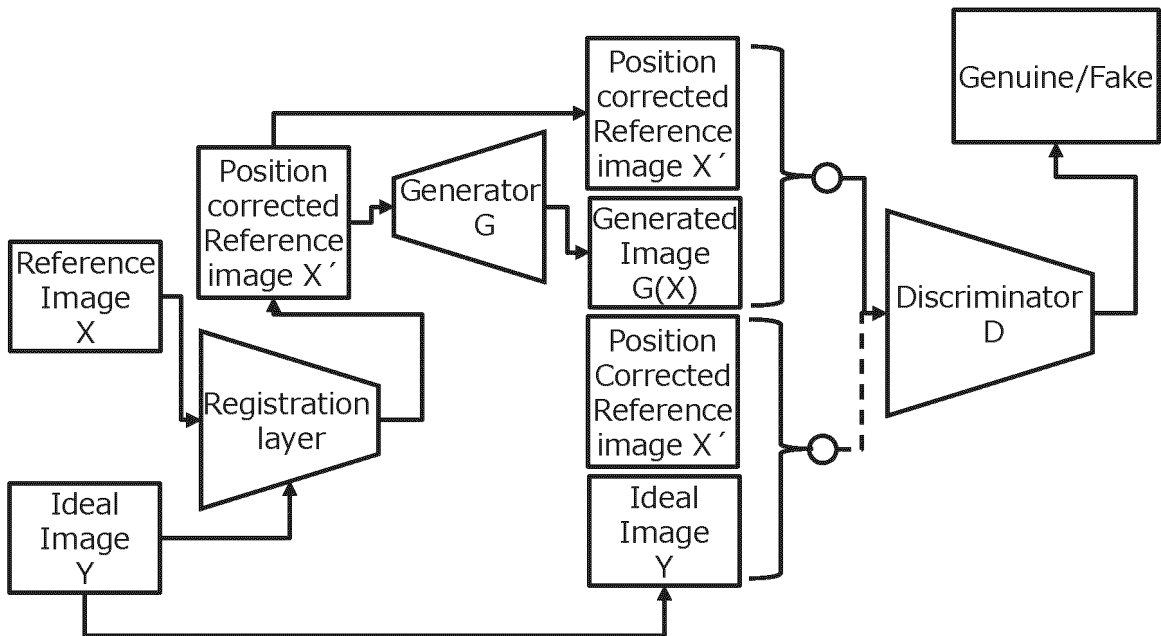 Reference
Image
X
Ideal
Image
Y
Registration
layer
Position
corrected
Reference
image X´
Generator
G
Position
corrected
Reference
image X´
Generated
Image
G(X)
Position
Corrected
Reference
image X´
Ideal
Image
Y
Discriminator
D
Genuine/Fake